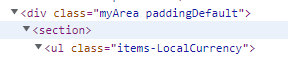 ▼<div class="myArea paddingDefault">
▼<section>
▼<ul class="items-LocalCurrency">